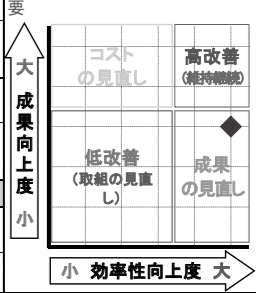 要
大
成
果
向
上
度
小
コスト
の見直し
高改善
(維持継続)
低改善
(取組の見直
し)
成果
の見直し
小 効率性向上度 大